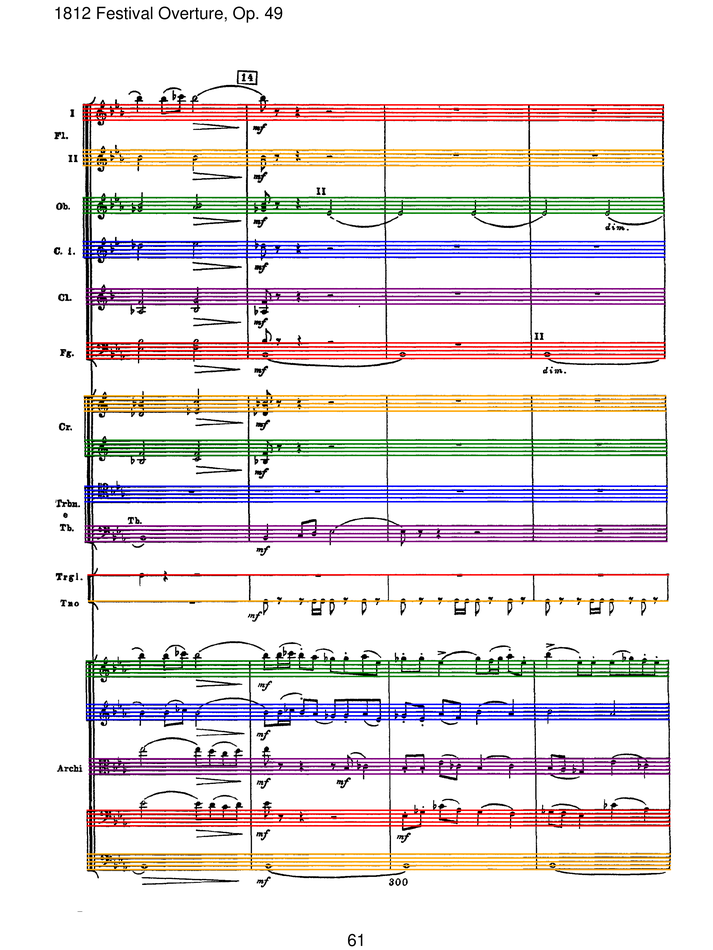 1812 Festival Overture, Op. 49
14
I
Fl.
mf
II
mf
II
Ob.
mf
dim.
C. i.
mf
Cl.
mf
II
Fg.
mf
dim.
Cr.
mf
mf
Trbn.
e
Tb.
Tb.
mf
Trgl.
Tno
mf
mf
mf
Archi
mf
mf
mf
mf
mf
300
61